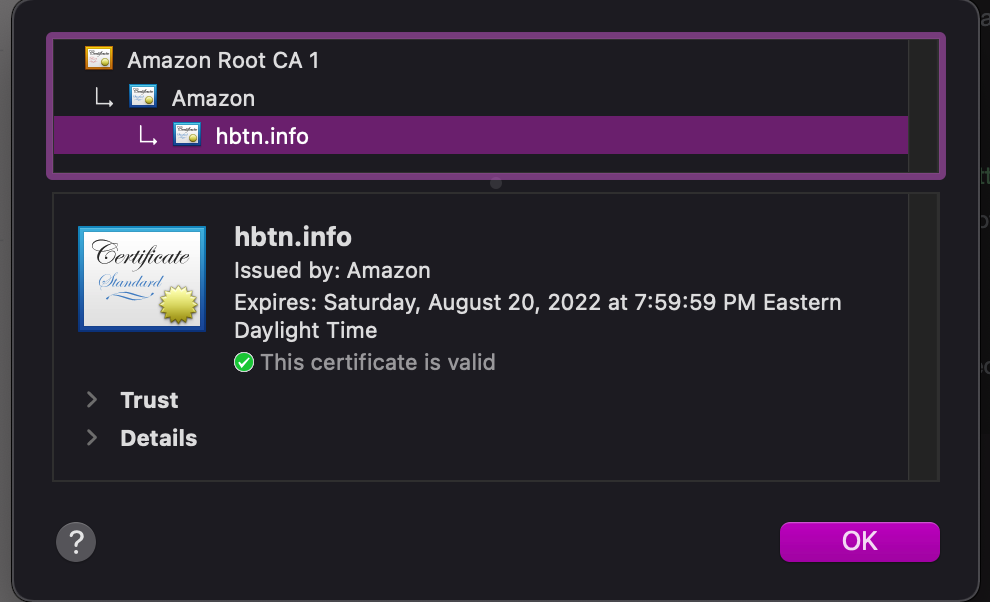 Amazon Root CA 1
Amazon
hbtn.info
hbtn.info
Certificate
Standard
Issued by: Amazon
Expires: Saturday, August 20, 2022 at 7:59:59 PM Eastern
Daylight Time
This certificate is valid
Trust
Details
?
OK